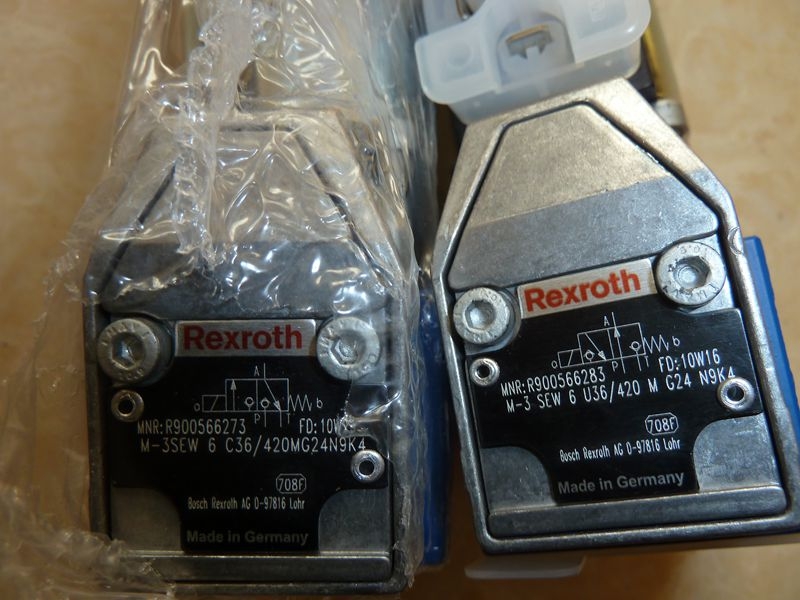 Rexroth
A
a
b
P
T
MNR:R900566273
FD:10W16
M-3SEW 6 C36/420MG24N9K4
708F
Bosch Rexroth AG D-97816 Lohr
Made in Germany
Rexroth
A
a
b
P
T
MNR:R900566283
FD:10W16
M-3 SEW 6 U36/420 M G24 N9K4
708F
Bosch Rexroth AG D-97816 Lohr
Made in Germany